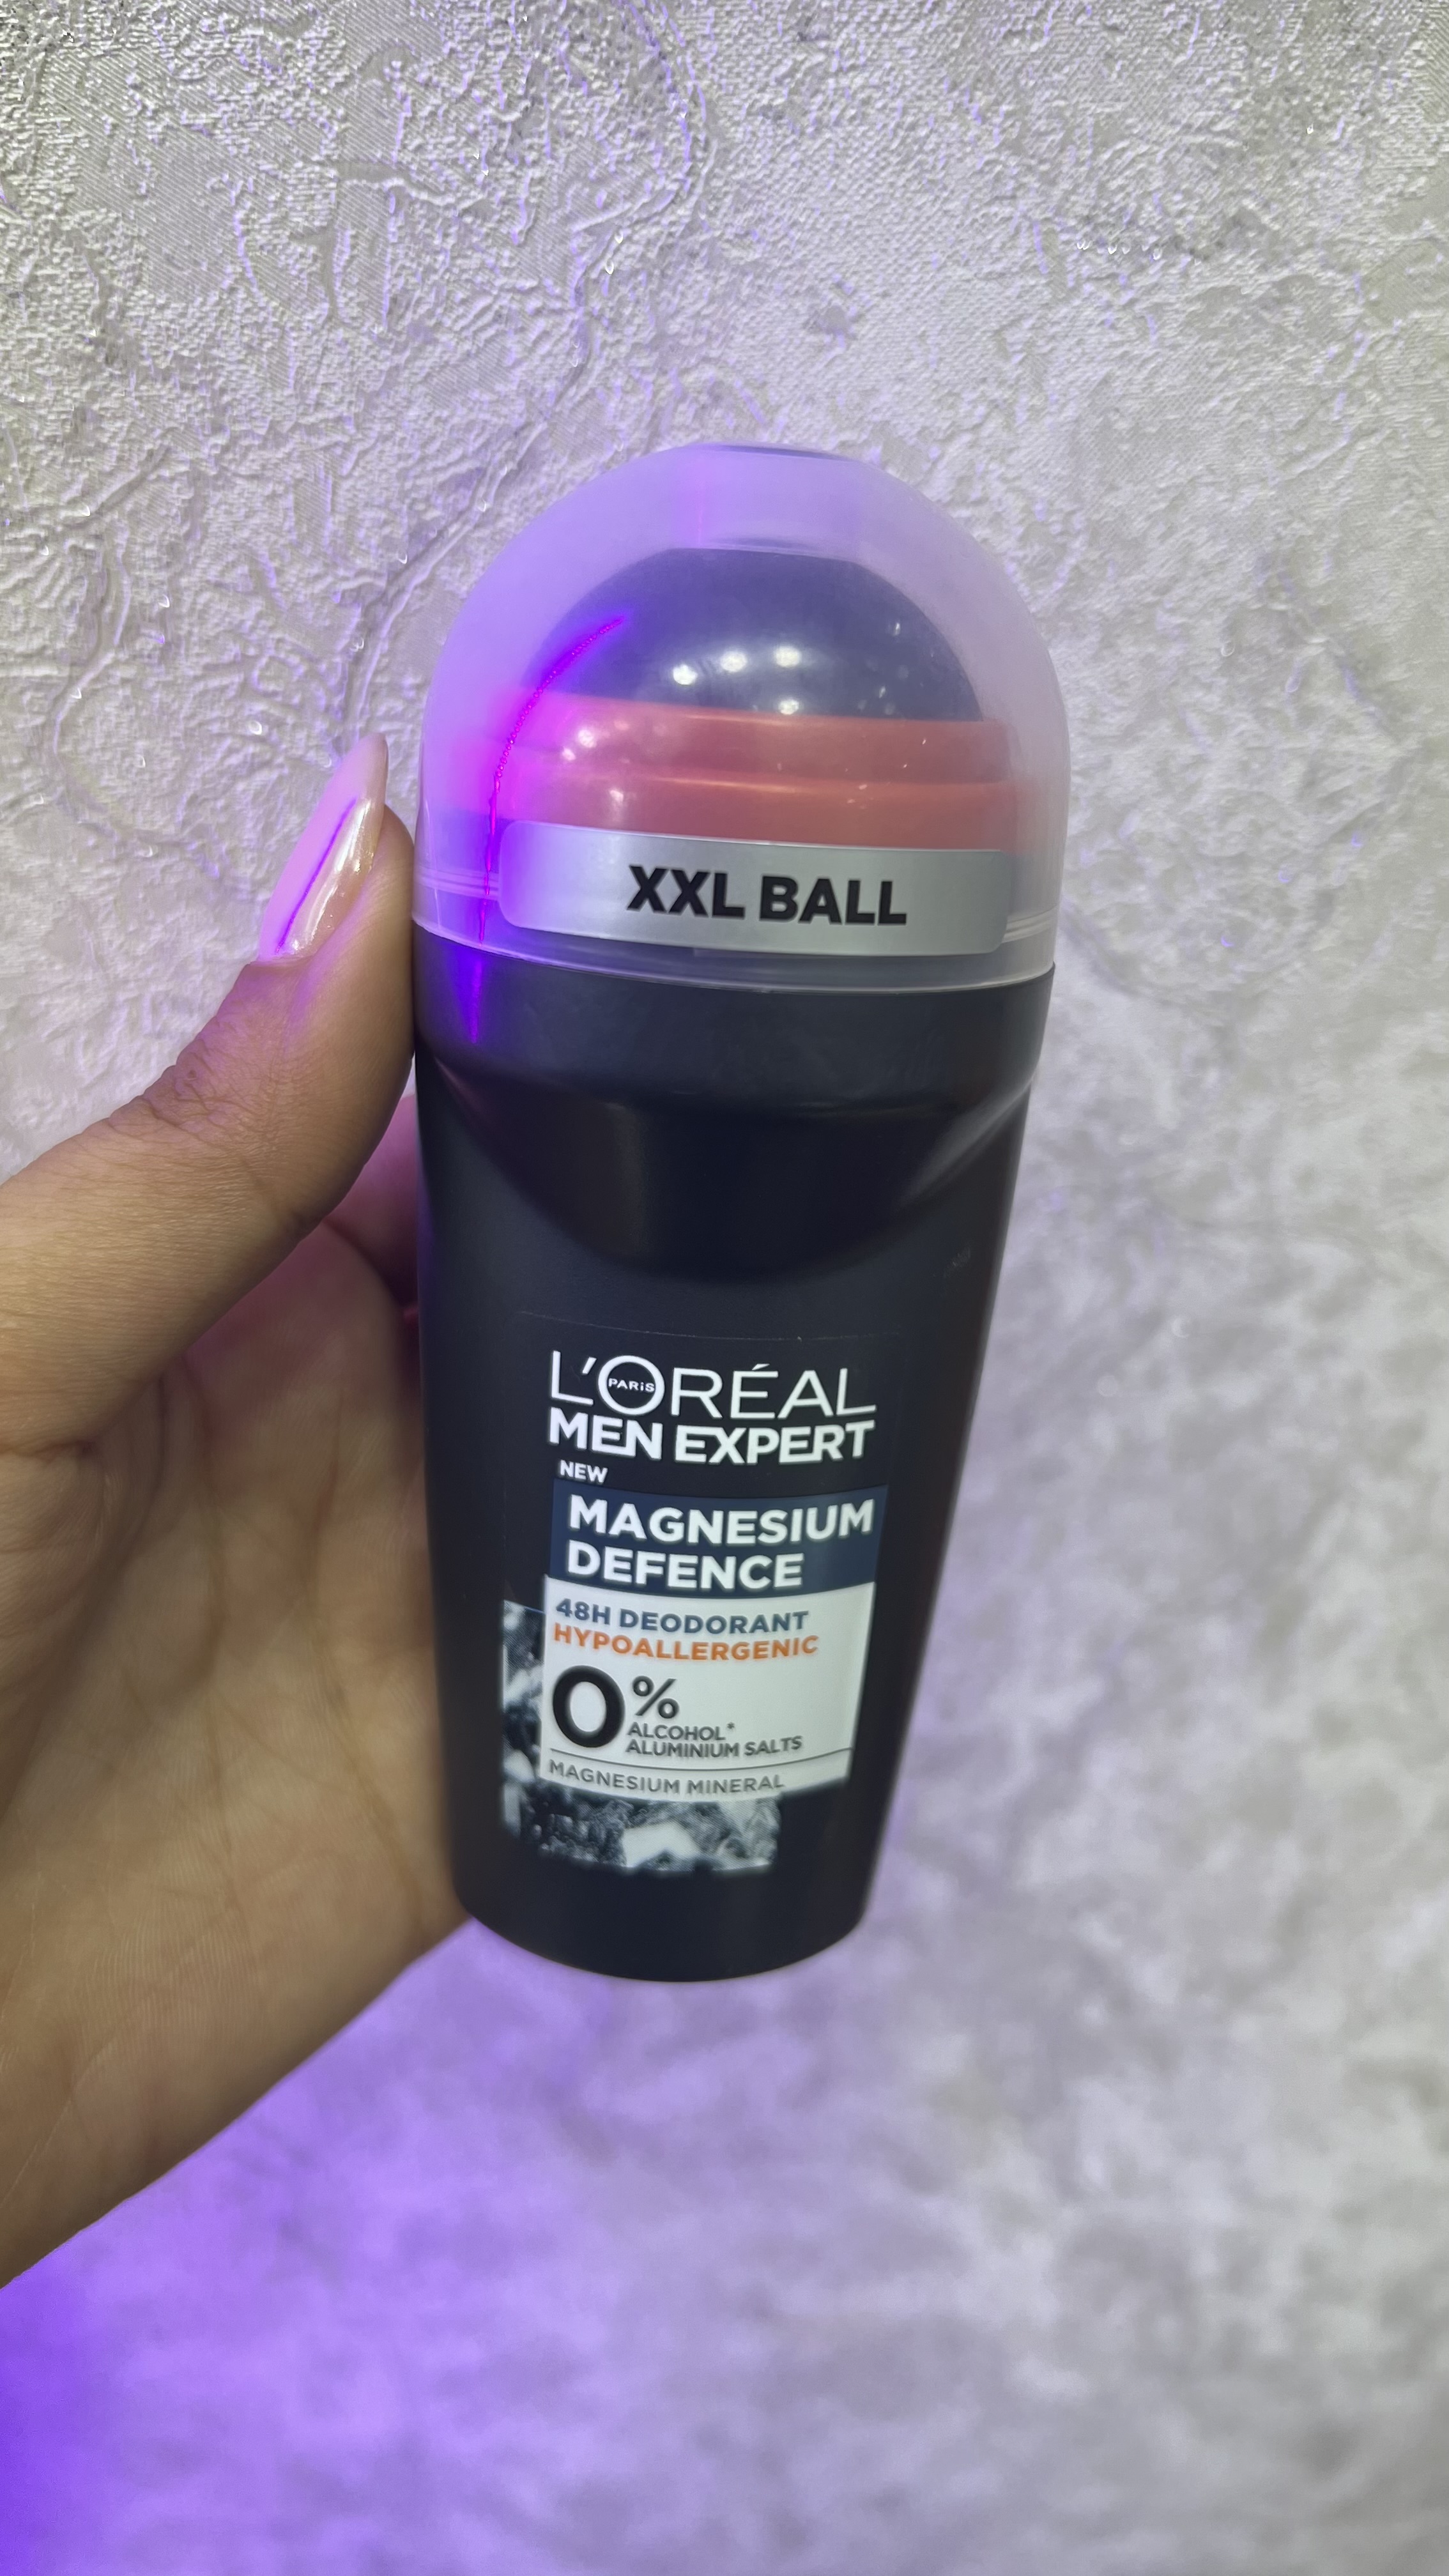 XXL BALL
L'ORÉAL
PARIS
MEN EXPERT
NEW
MAGNESIUM
DEFENCE
48H DEODORANT
HYPOALLERGENIC
0%
ALCOHOL*
ALUMINIUM SALTS
MAGNESIUM MINERAL